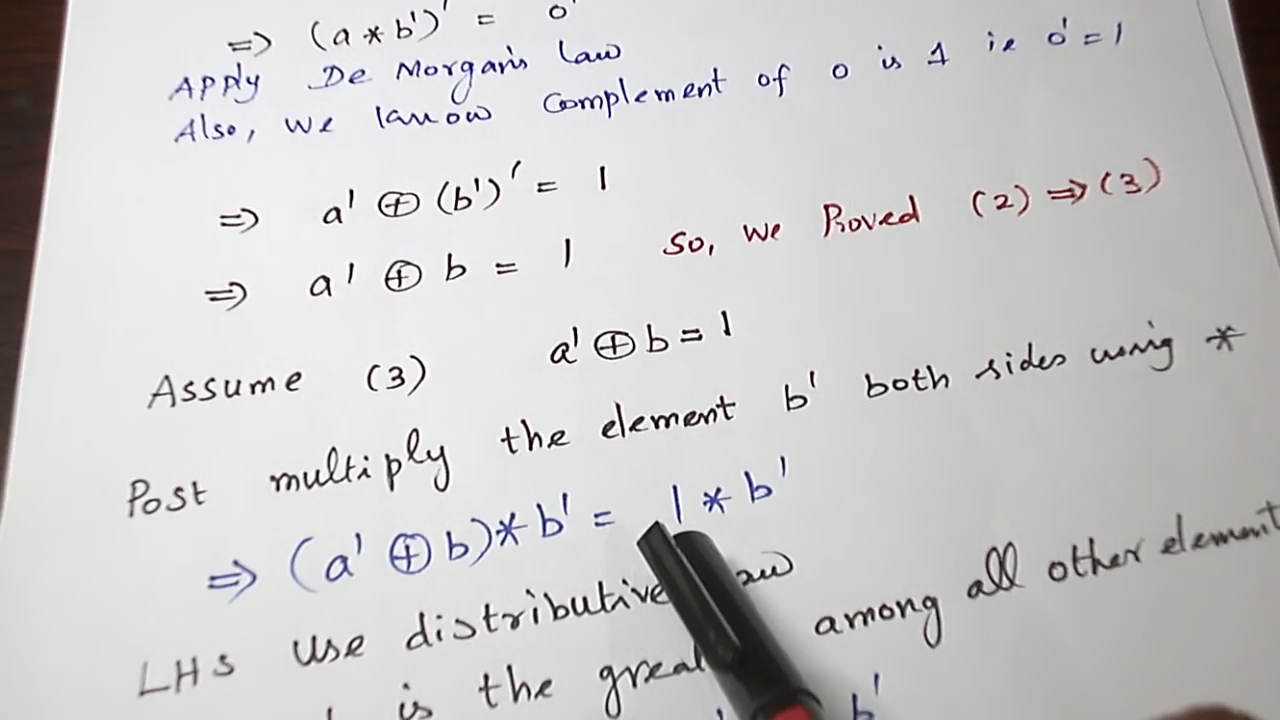 => (a * b')' = 0'
Apply De Morgan's law
Also, we know complement of 0 is 1 ie 0' = 1
=> a' ⊕ (b')' = 1
=> a' ⊕ b = 1 So, we Proved (2) => (3)
Assume (3) a' ⊕ b = 1
Post multiply the element b' both sides using *
=> (a' ⊕ b) * b' = 1 * b'
LHS use distributive
is the among all other element
b'